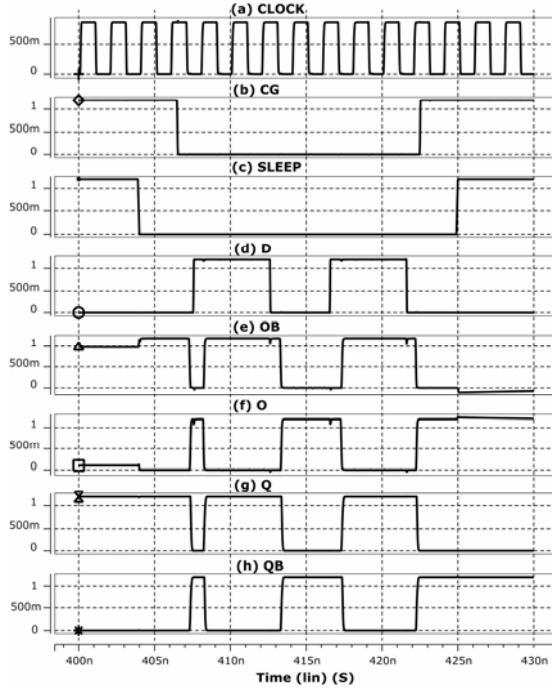 (a) CLOCK
500m
0
(b) CG
1
500m
0
(c) SLEEP
1
500m
0
(d) D
1
500m
0
(e) OB
1
500m
0
(f) O
1
500m
0
(g) Q
1
500m
0
(h) QB
1
500m
0
400n 405n 410n 415n 420n 425n 430n
Time (lin) (S)